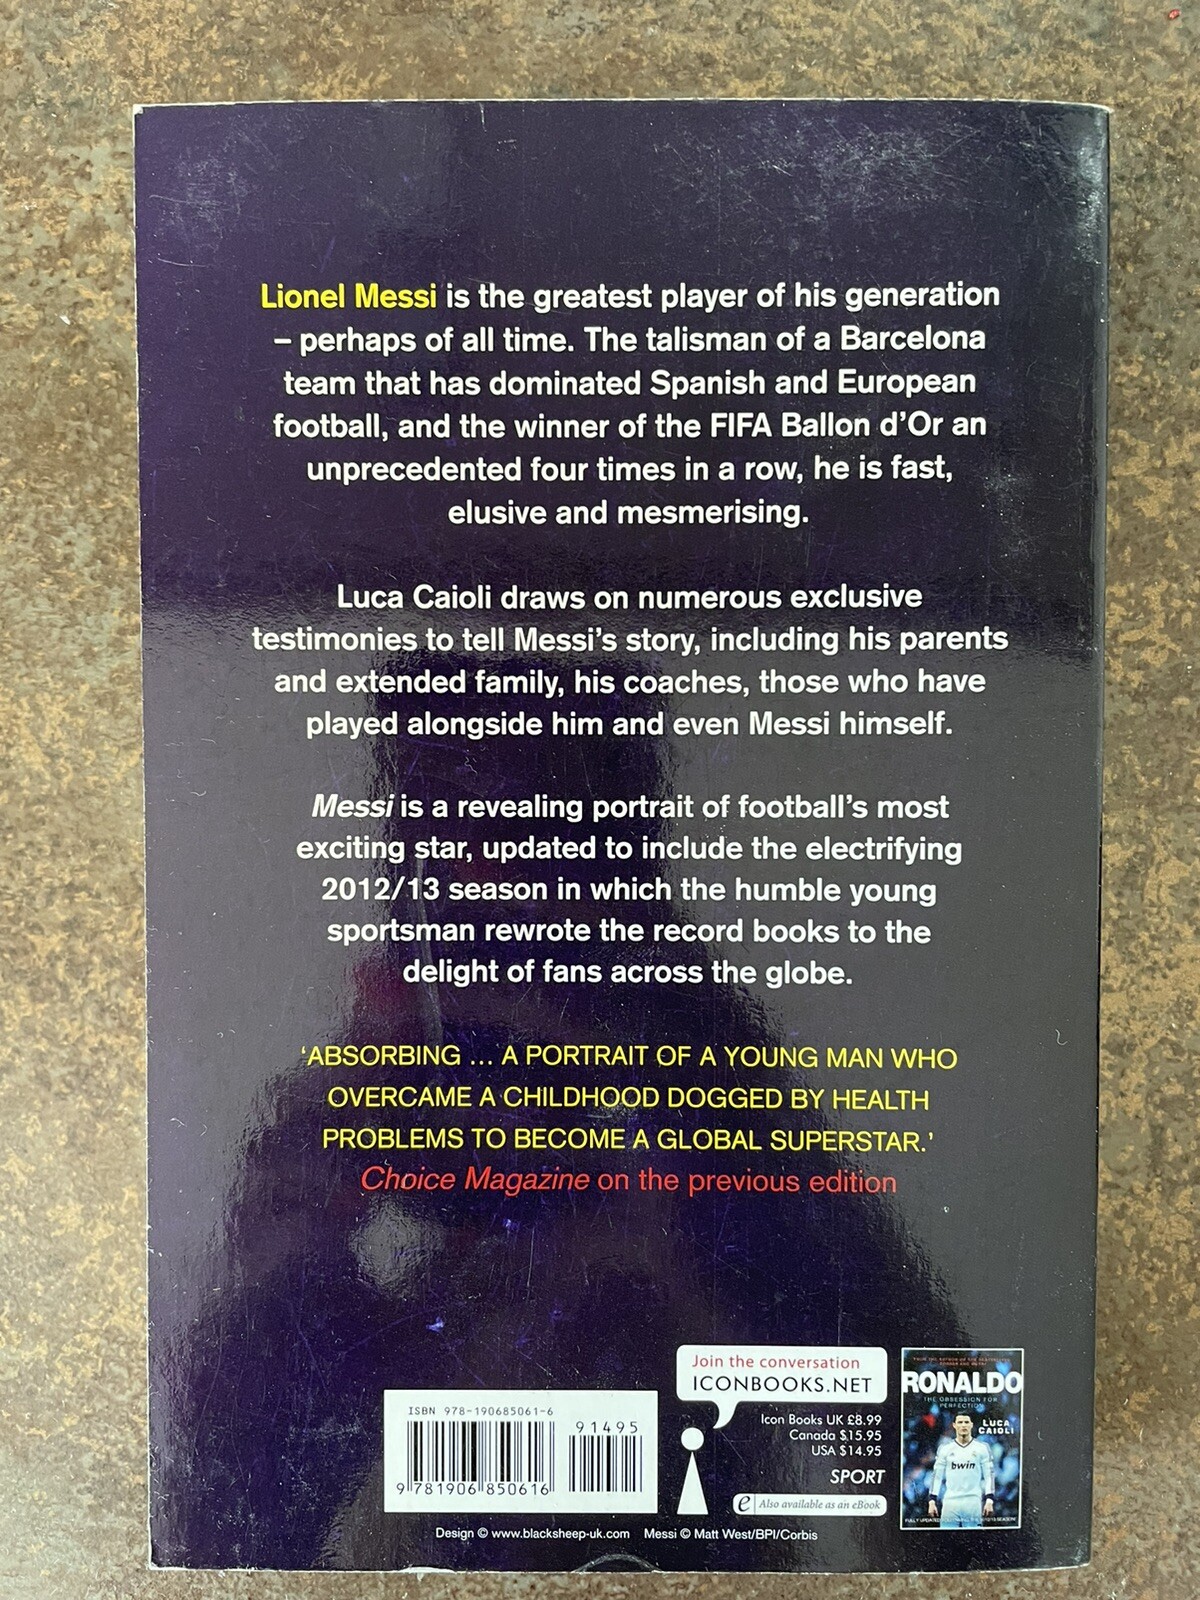 Lionel Messi is the greatest player of his generation
– perhaps of all time. The talisman of a Barcelona
team that has dominated Spanish and European
football, and the winner of the FIFA Ballon d'Or an
unprecedented four times in a row, he is fast,
elusive and mesmerising.
Luca Caioli draws on numerous exclusive
testimonies to tell Messi's story, including his parents
and extended family, his coaches, those who have
played alongside him and even Messi himself.
Messi is a revealing portrait of football's most
exciting star, updated to include the electrifying
2012/13 season in which the humble young
sportsman rewrote the record books to the
delight of fans across the globe.
'ABSORBING ... A PORTRAIT OF A YOUNG MAN WHO
OVERCAME A CHILDHOOD DOGGED BY HEALTH
PROBLEMS TO BECOME A GLOBAL SUPERSTAR.'
Choice Magazine on the previous edition
ISBN 978-190685061-6
91495
9 781906 850616
Join the conversation
ICONBOOKS.NET
Icon Books UK £8.99
Canada $15.95
USA $14.95
SPORT
e Also available as an eBook
RONALDO
THE OBSESSION FOR
PERFECTION
LUCA
CAIOLI
bwin
Design © www.blacksheep-uk.com Messi © Matt West/BPI/Corbis